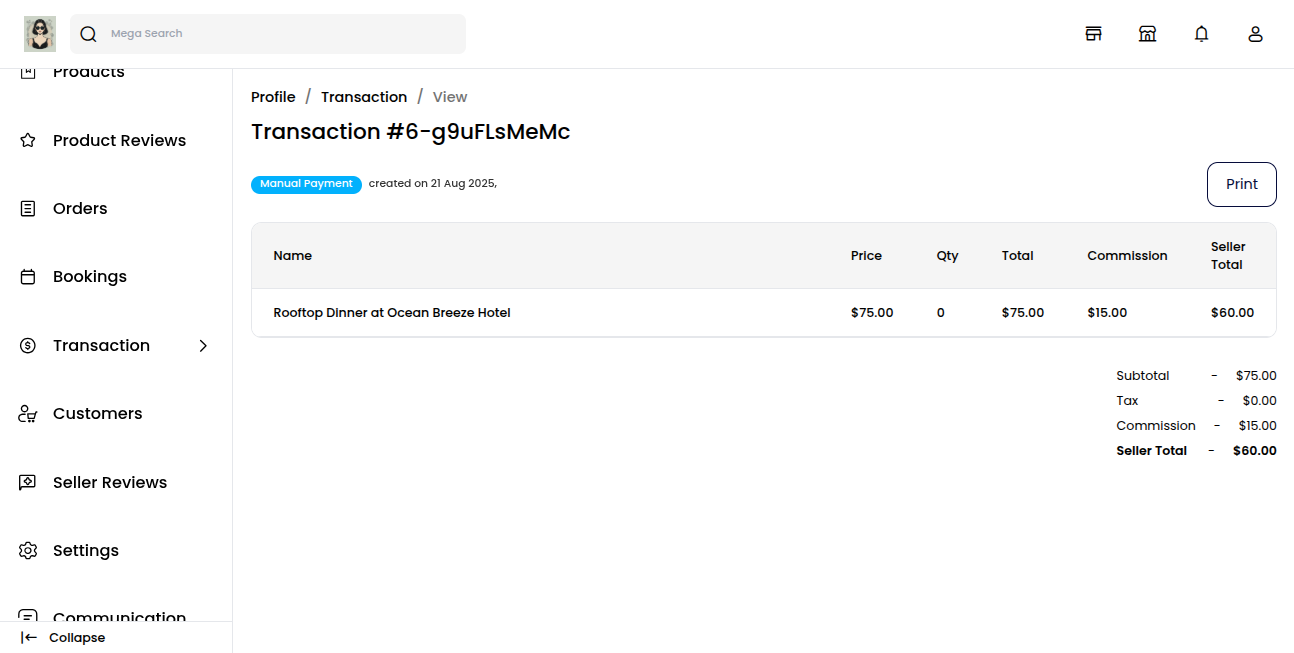 Mega Search
Products
Product Reviews
Orders
Bookings
Transaction
Customers
Seller Reviews
Settings
Communication
Collapse
Profile / Transaction / View
Transaction #6-g9uFLsMeMc
Manual Payment created on 21 Aug 2025,
Print
Name Price Qty Total Commission Seller Total
Rooftop Dinner at Ocean Breeze Hotel $75.00 0 $75.00 $15.00 $60.00
Subtotal - $75.00
Tax - $0.00
Commission - $15.00
Seller Total - $60.00